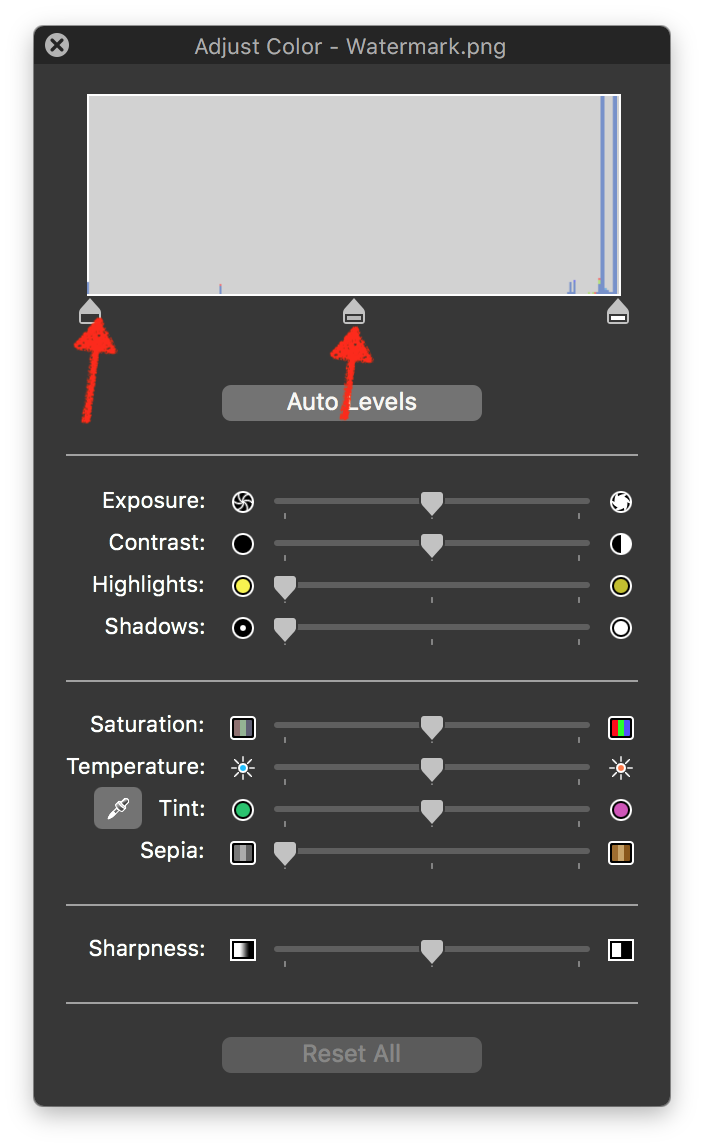 Adjust Color - Watermark.png
Auto Levels
Exposure:
Contrast:
Highlights:
Shadows:
Saturation:
Temperature:
Tint:
Sepia:
Sharpness:
Reset All